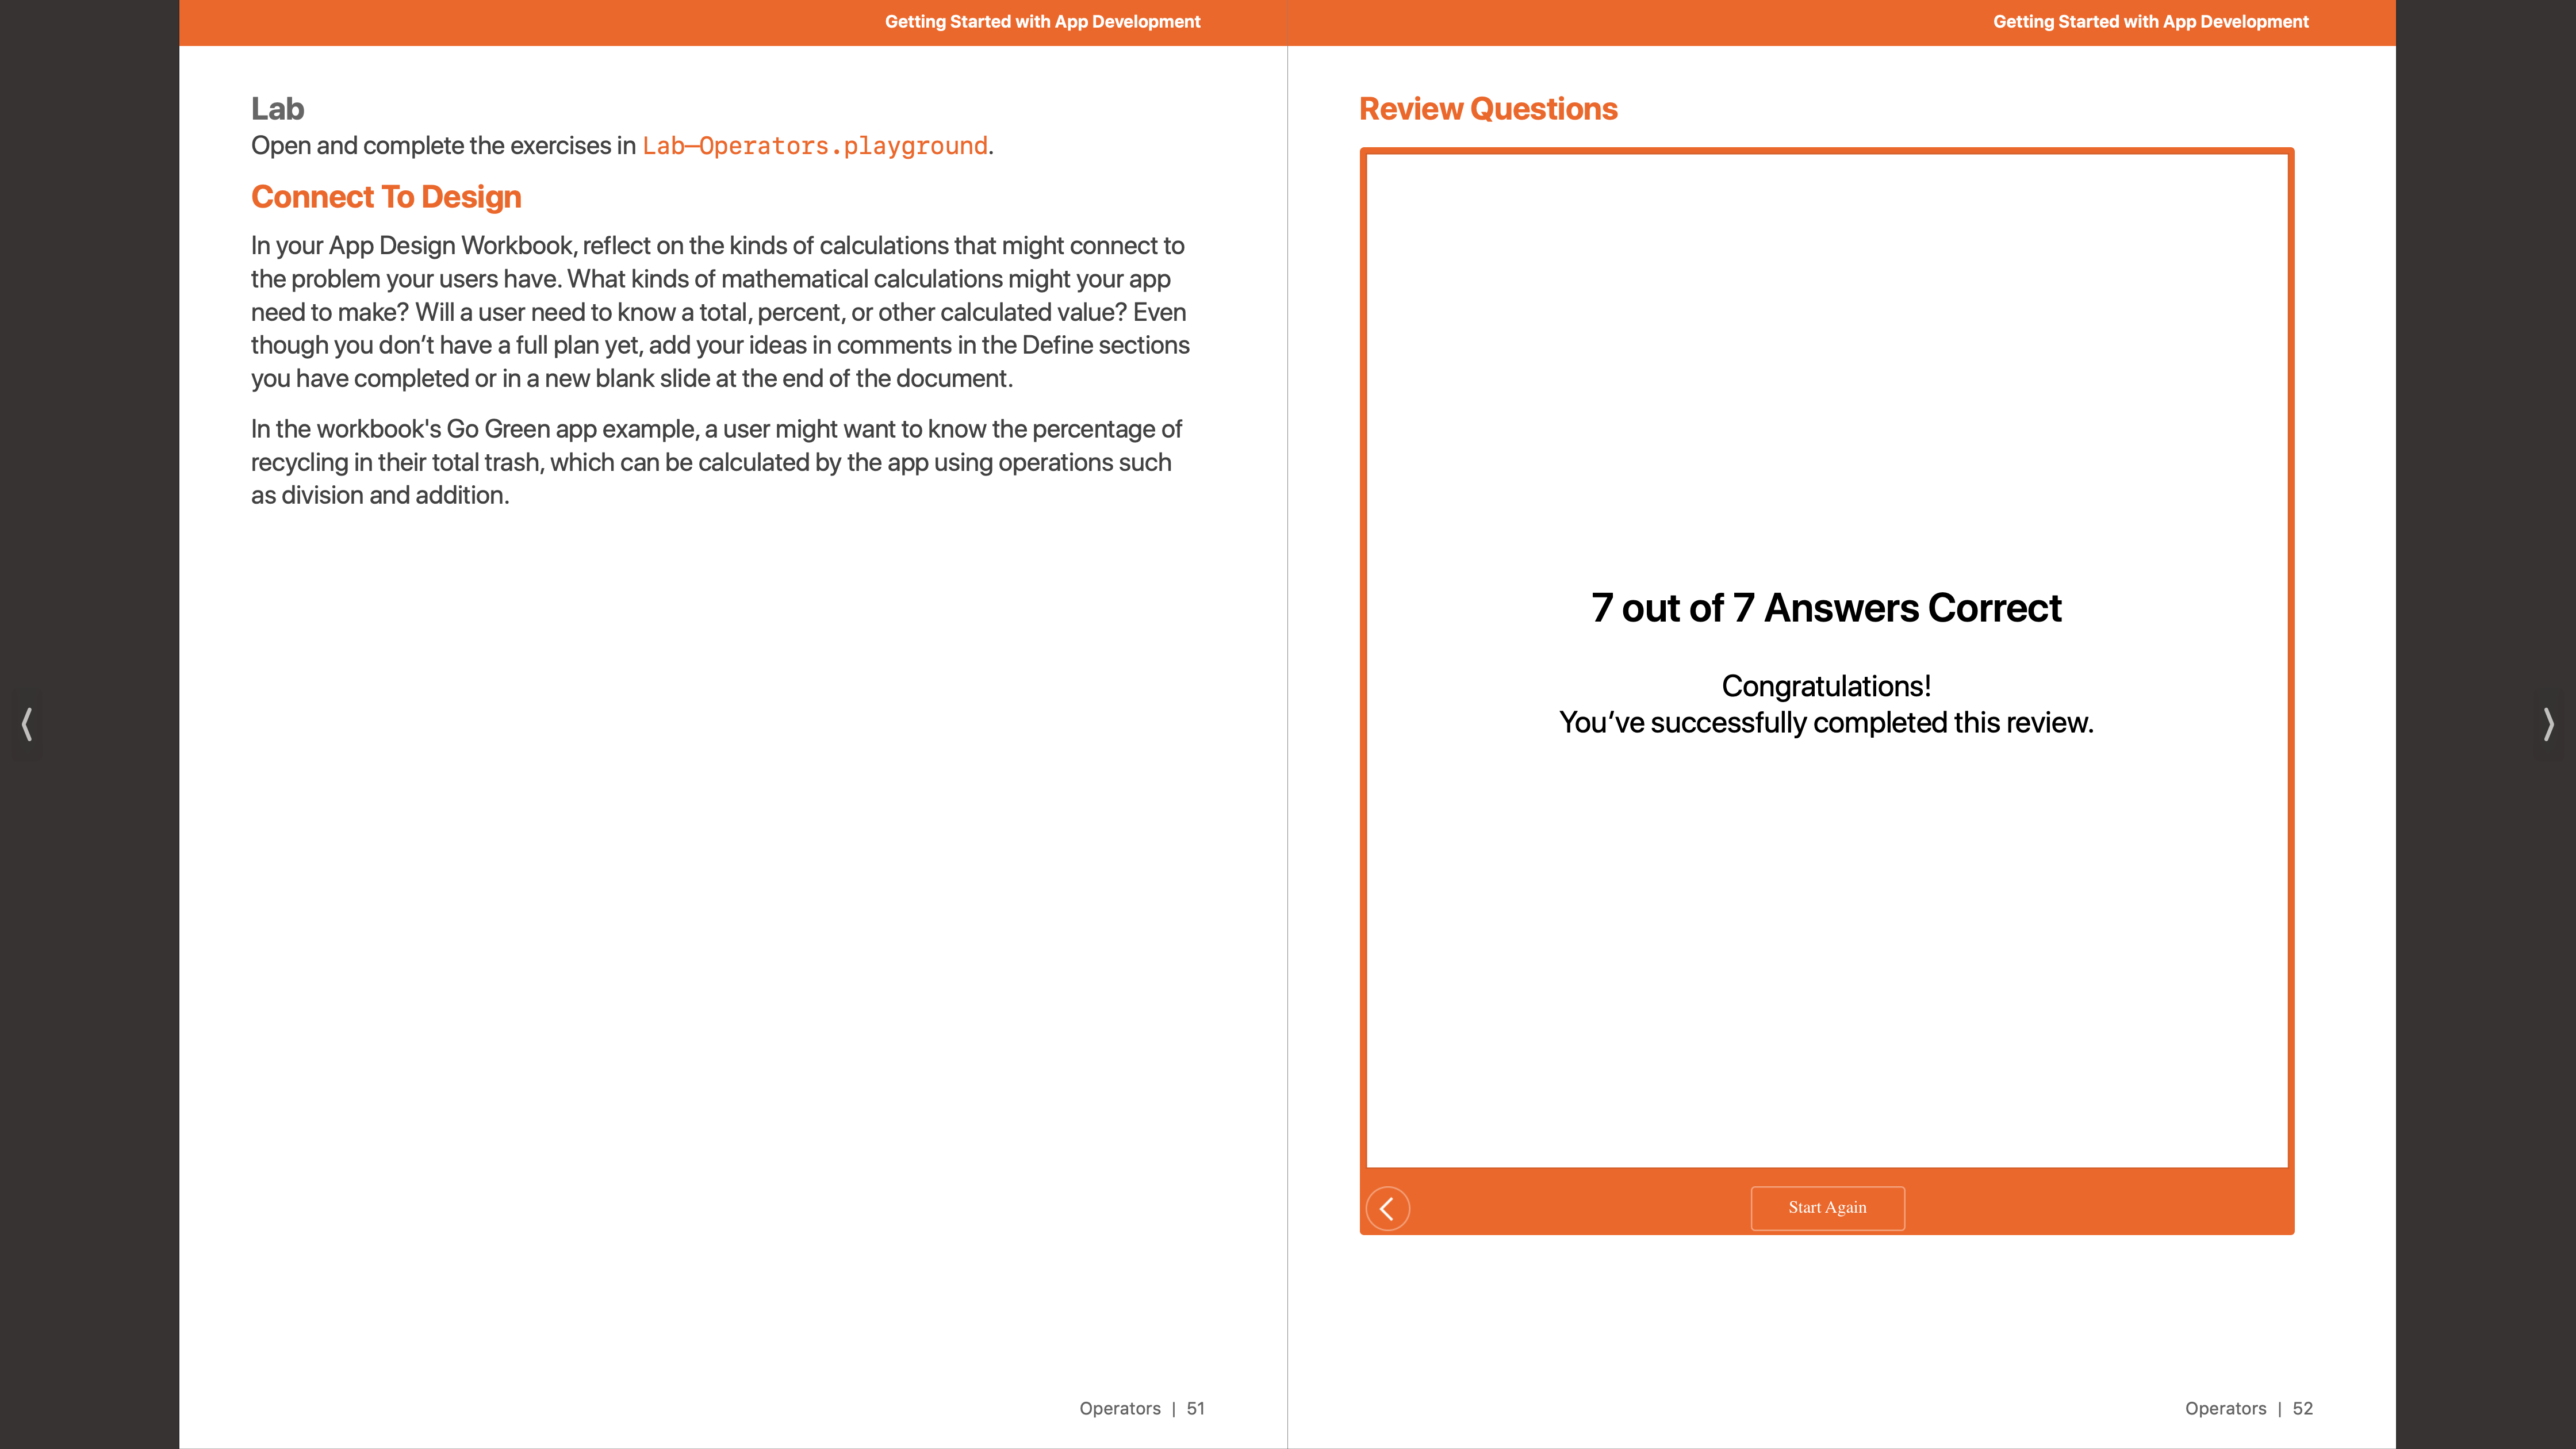 Getting Started with App Development
Lab
Open and complete the exercises in Lab—Operators.playground.
Connect To Design
In your App Design Workbook, reflect on the kinds of calculations that might connect to
the problem your users have. What kinds of mathematical calculations might your app
need to make? Will a user need to know a total, percent, or other calculated value? Even
though you don’t have a full plan yet, add your ideas in comments in the Define sections
you have completed or in a new blank slide at the end of the document.
In the workbook's Go Green app example, a user might want to know the percentage of
recycling in their total trash, which can be calculated by the app using operations such
as division and addition.
Operators | 51
Getting Started with App Development
Review Questions
7 out of 7 Answers Correct
Congratulations!
You’ve successfully completed this review.
Start Again
Operators | 52